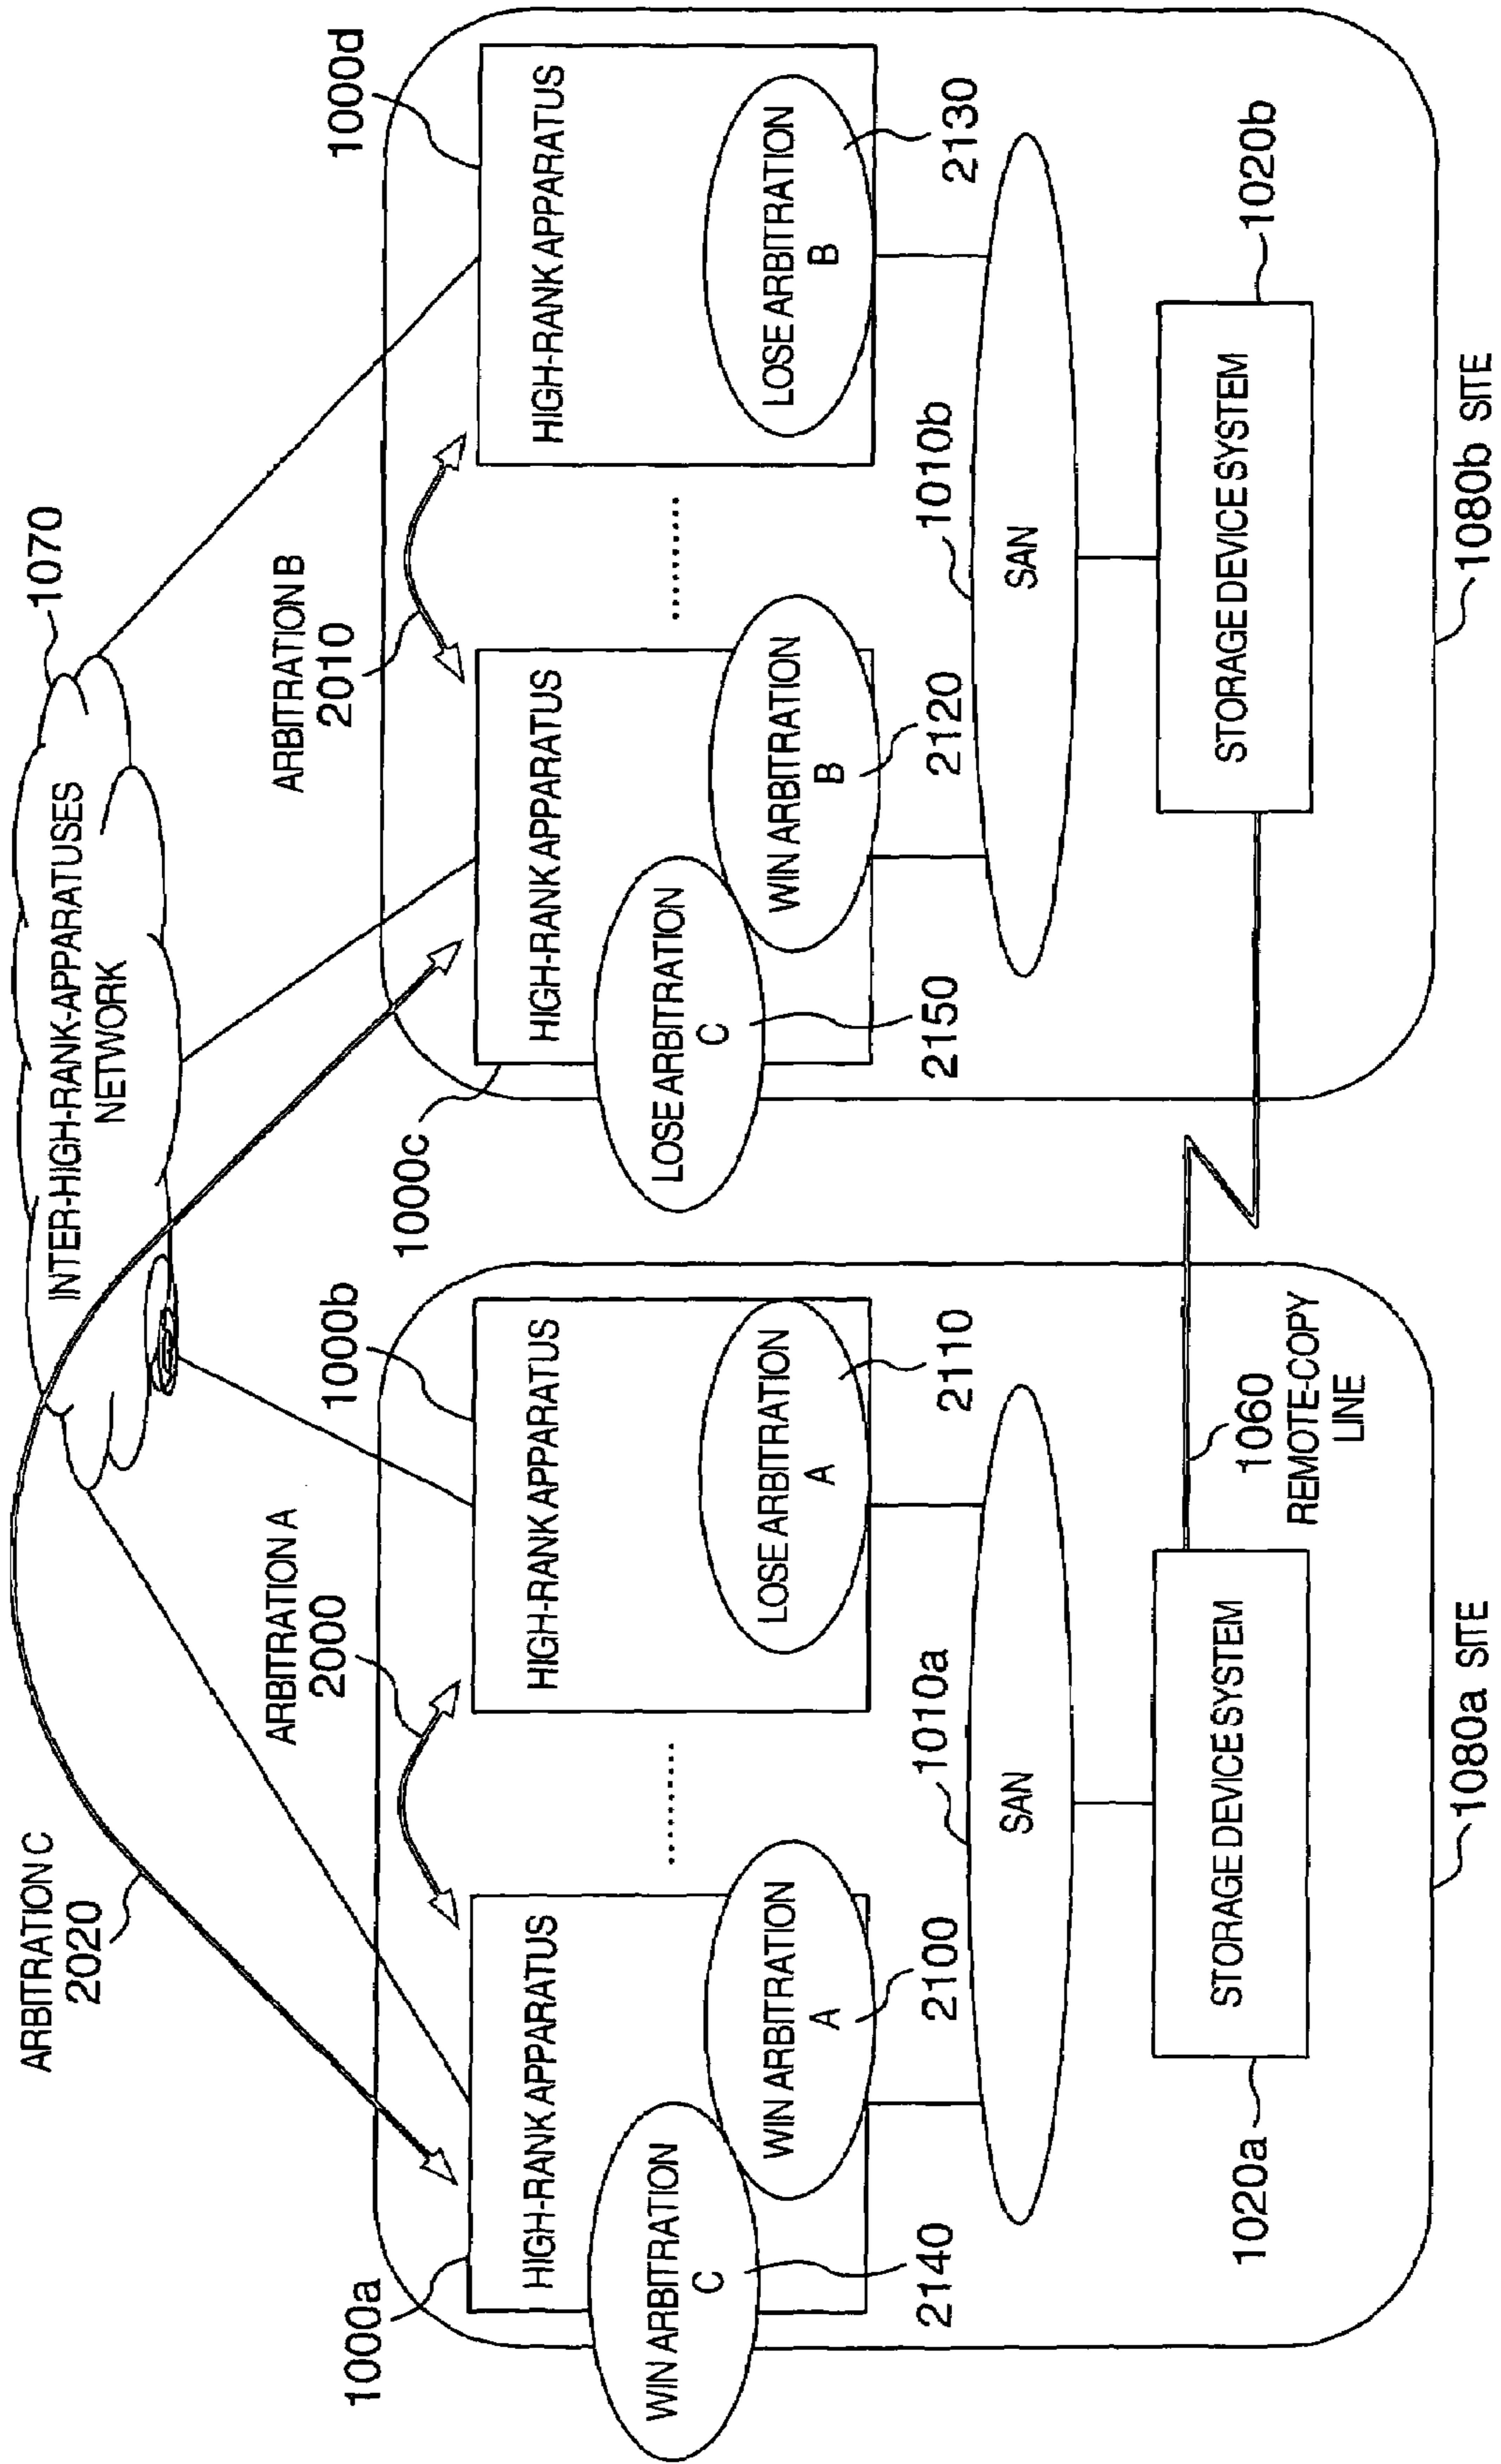 ARBITRATION C
2020
INTER-HIGH-RANK-APPARATUSES
NETWORK
1070
ARBITRATION A
2000
ARBITRATION B
2010
1000a
HIGH-RANK APPARATUS
WIN ARBITRATION
C
2140
WIN ARBITRATION
A
2100
1000b
HIGH-RANK APPARATUS
LOSE ARBITRATION
A
2110
1010a
SAN
1020a
STORAGE DEVICE SYSTEM
1060
REMOTE-COPY
LINE
1080a SITE
1000c
HIGH-RANK APPARATUS
LOSE ARBITRATION
C
2150
WIN ARBITRATION
B
2120
1000d
HIGH-RANK APPARATUS
LOSE ARBITRATION
B
2130
1010b
SAN
STORAGE DEVICE SYSTEM
1020b
1080b SITE